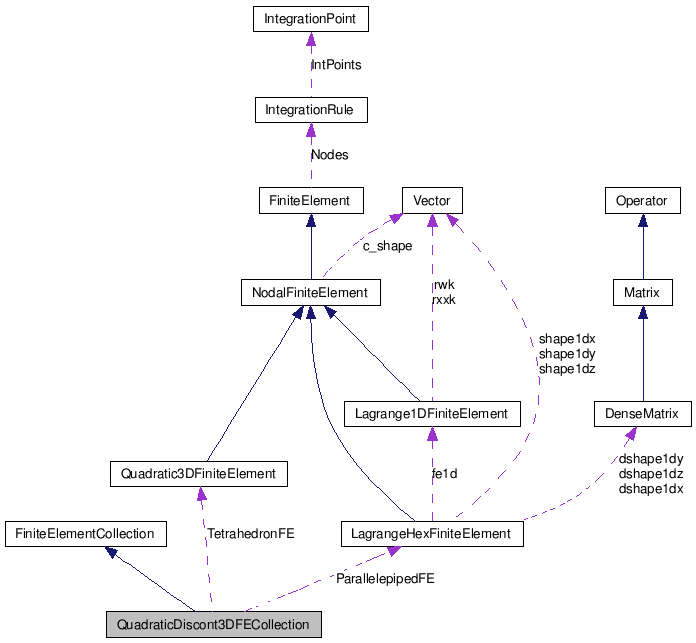 IntegrationPoint
IntPoints
IntegrationRule
Nodes
FiniteElement
Vector
Operator
c_shape
NodalFiniteElement
rwk
rxxk
Matrix
shape1dx
shape1dy
shape1dz
Lagrange1DFiniteElement
DenseMatrix
Quadratic3DFiniteElement
fe1d
dshape1dy
dshape1dz
dshape1dx
FiniteElementCollection
TetrahedronFE
LagrangeHexFiniteElement
ParallelepipedFE
QuadraticDiscont3DFECollection